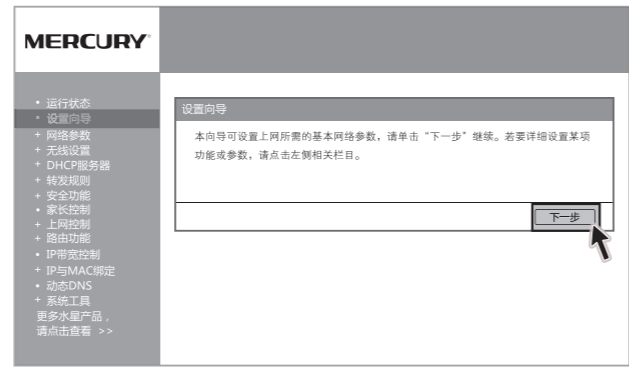 MERCURY
• 运行状态
• 设置向导
+ 网络参数
+ 无线设置
+ DHCP服务器
+ 转发规则
+ 安全功能
• 家长控制
+ 上网控制
+ 路由功能
• IP带宽控制
+ IP与MAC绑定
• 动态DNS
+ 系统工具
更多水星产品，
请点击查看 >>
设置向导
本向导可设置上网所需的基本网络参数，请单击“下一步”继续。若要详细设置某项
功能或参数，请点击左侧相关栏目。
下一步